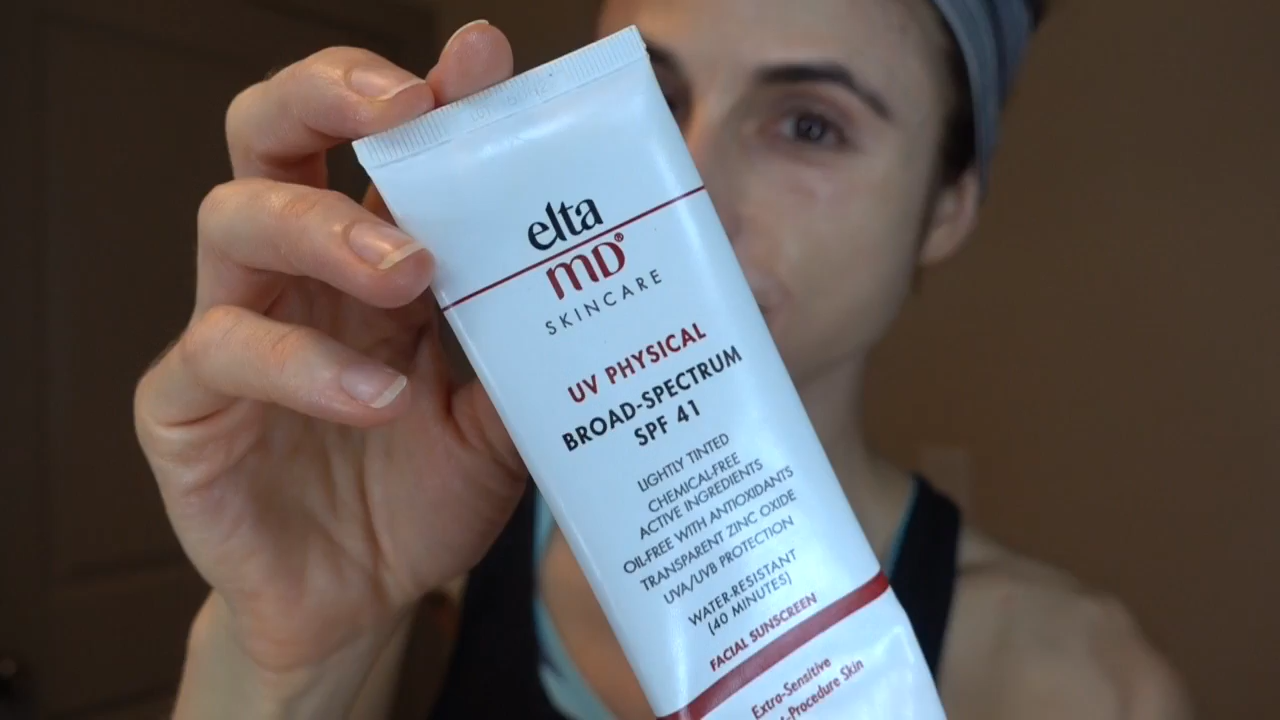 elta
MD®
SKINCARE
UV PHYSICAL
BROAD-SPECTRUM
SPF 41
LIGHTLY TINTED
CHEMICAL-FREE
ACTIVE INGREDIENTS
OIL-FREE WITH ANTIOXIDANTS
TRANSPARENT ZINC OXIDE
UVA/UVB PROTECTION
WATER-RESISTANT
(40 MINUTES)
FACIAL SUNSCREEN
Extra-Sensitive
-Procedure Skin